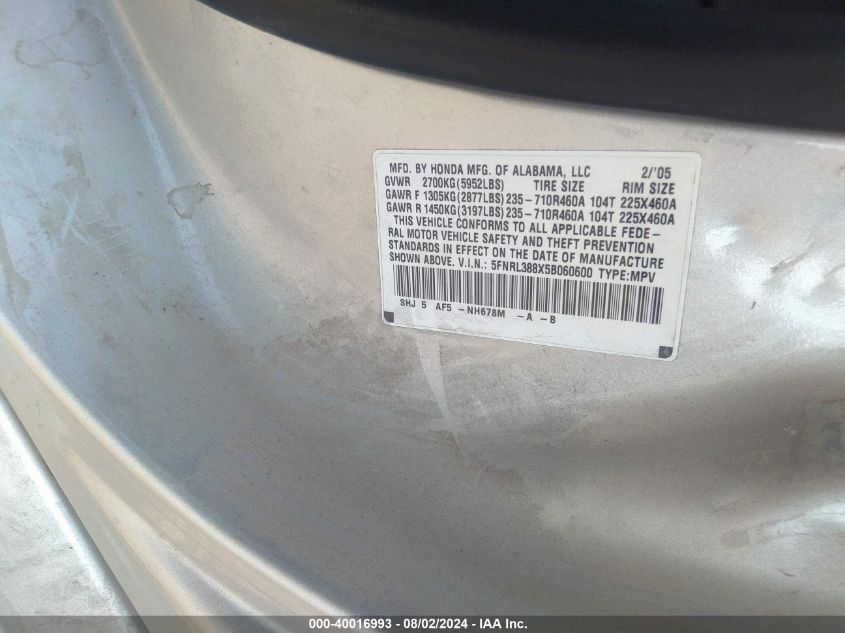 MFD. BY HONDA MFG. OF ALABAMA, LLC 2/'05
GVWR 2700KG(5952LBS) TIRE SIZE RIM SIZE
GAWR F 1305KG(2877LBS)235-710R460A 104T 225X460A
GAWR R 1450KG(3197LBS)235-710R460A 104T 225X460A
THIS VEHICLE CONFORMS TO ALL APPLICABLE FEDE-
RAL MOTOR VEHICLE SAFETY AND THEFT PREVENTION
STANDARDS IN EFFECT ON THE DATE OF MANUFACTURE
SHOWN ABOVE. V.I.N.: 5FNRL388X5B060600 TYPE:MPV
SHJ 5 AF5 -NH678M -A -B
000-40016993 - 08/02/2024 - IAA Inc.